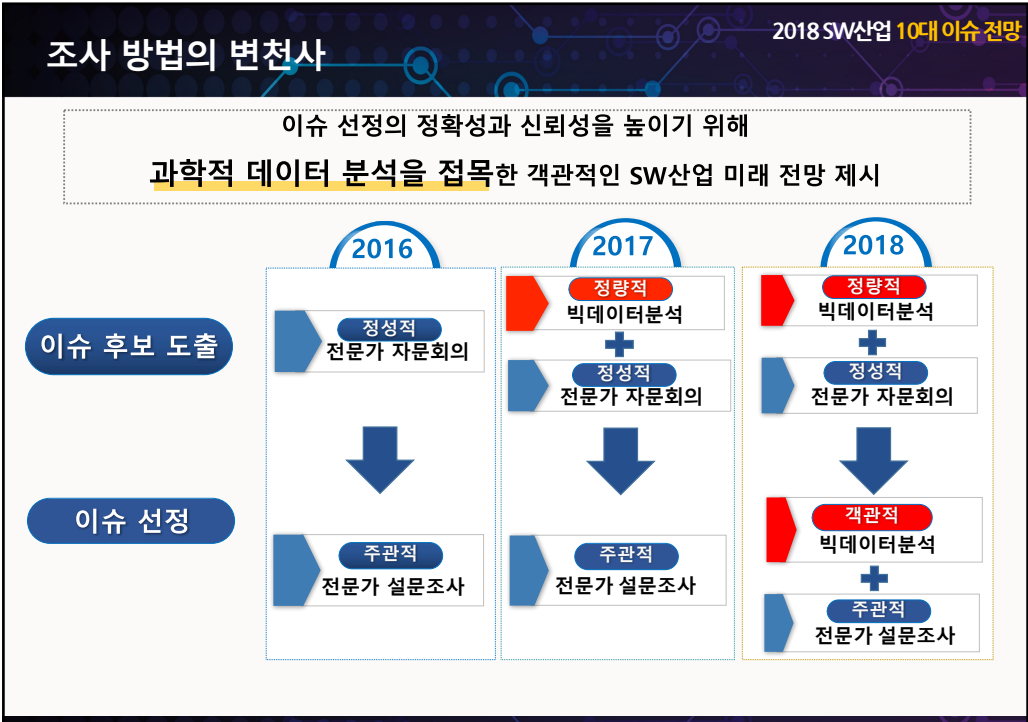 조사 방법의 변천사
2018 SW산업 10대 이슈 전망
이슈 선정의 정확성과 신뢰성을 높이기 위해
과학적 데이터 분석을 접목한 객관적인 SW산업 미래 전망 제시
2016
2017
2018
이슈 후보 도출
정성적
전문가 자문회의
정량적
빅데이터분석
정성적
전문가 자문회의
정량적
빅데이터분석
정성적
전문가 자문회의
이슈 선정
주관적
전문가 설문조사
주관적
전문가 설문조사
객관적
빅데이터분석
주관적
전문가 설문조사